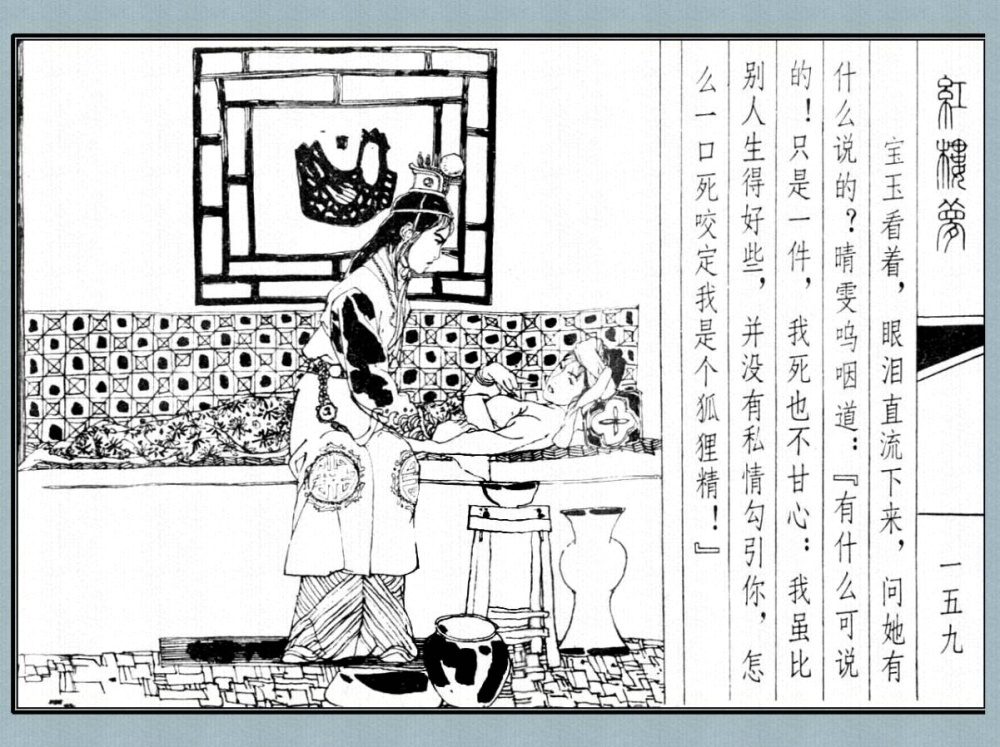 紅樓夢
一五九
宝玉看着，眼泪直流下来，问她有
什么说的？晴雯呜咽道：『有什么可说
的！只是一件，我死也不甘心：我虽比
别人生得好些，并没有私情勾引你，怎
么一口死咬定我是个狐狸精！』